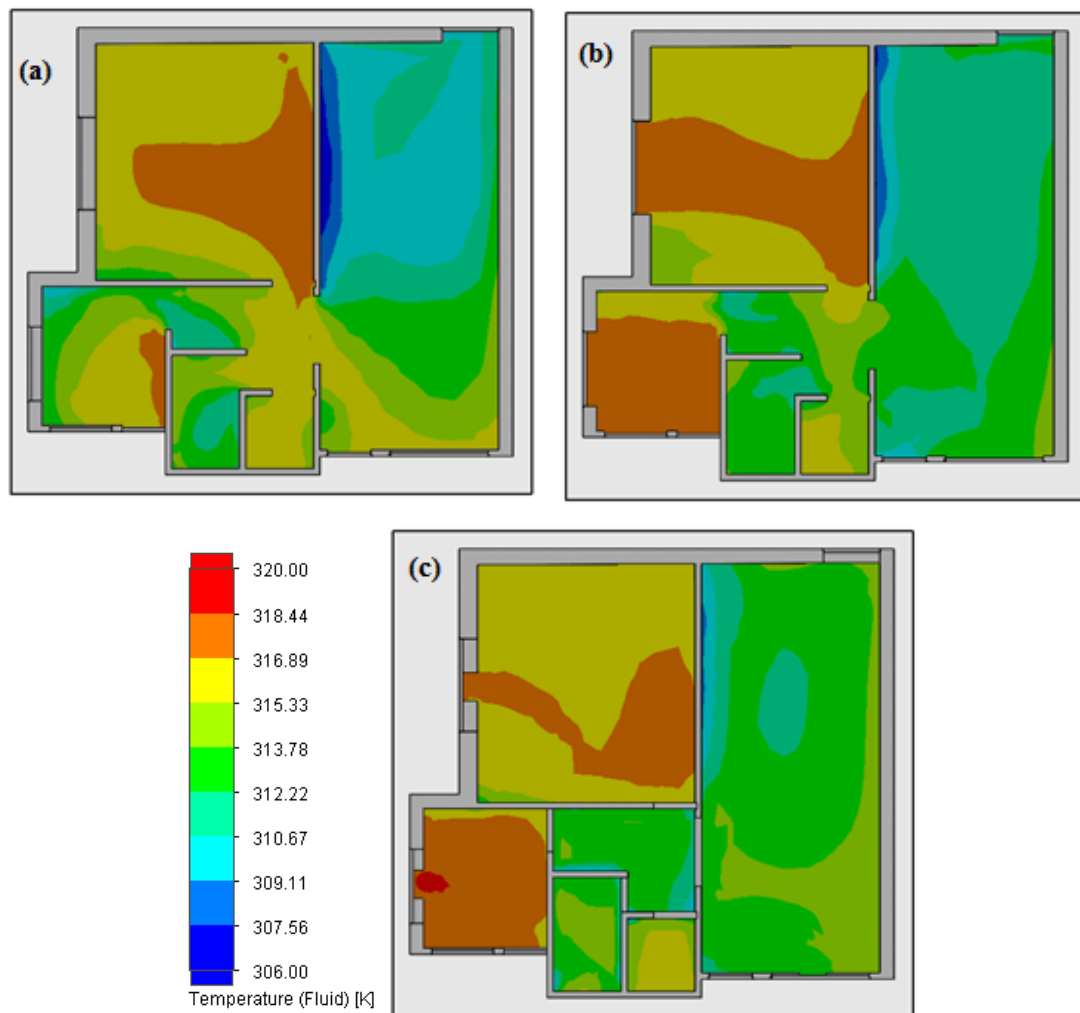 (a)
(b)
(c)
320.00
318.44
316.89
315.33
313.78
312.22
310.67
309.11
307.56
306.00
Temperature (Fluid) [K]